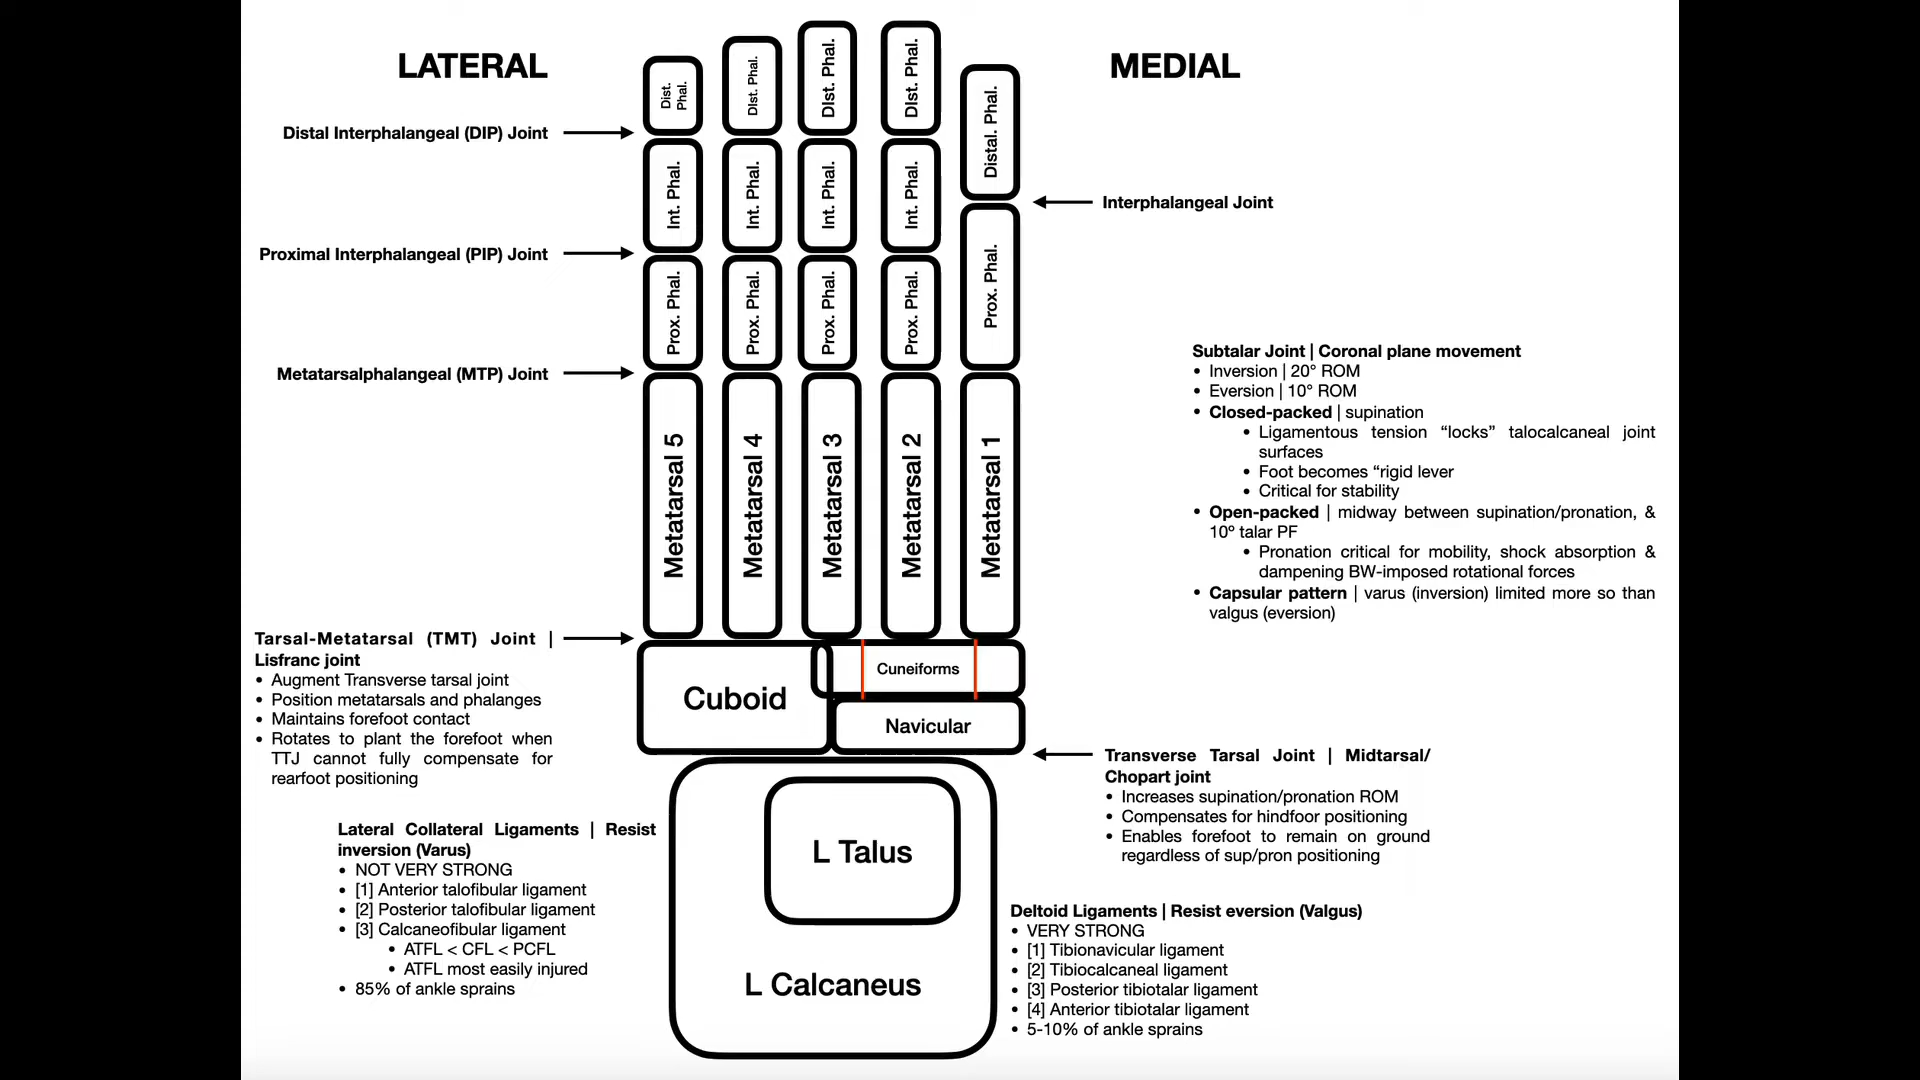 LATERAL
MEDIAL
Dist.
Phal.
DIst. Phal.
DIst. Phal.
DIst. Phal.
Distal. Phal.
Distal Interphalangeal (DIP) Joint
Int. Phal.
Int. Phal.
Int. Phal.
Int. Phal.
Interphalangeal Joint
Proximal Interphalangeal (PIP) Joint
Prox. Phal.
Prox. Phal.
Prox. Phal.
Prox. Phal.
Prox. Phal.
Metatarsalphalangeal (MTP) Joint
Metatarsal 5
Metatarsal 4
Metatarsal 3
Metatarsal 2
Metatarsal 1
Subtalar Joint | Coronal plane movement
• Inversion | 20° ROM
• Eversion | 10° ROM
• Closed-packed | supination
• Ligamentous tension “locks” talocalcaneal joint
surfaces
• Foot becomes “rigid lever
• Critical for stability
• Open-packed | midway between supination/pronation, &
10º talar PF
• Pronation critical for mobility, shock absorption &
dampening BW-imposed rotational forces
• Capsular pattern | varus (inversion) limited more so than
valgus (eversion)
Tarsal-Metatarsal (TMT) Joint |
Lisfranc joint
• Augment Transverse tarsal joint
• Position metatarsals and phalanges
• Maintains forefoot contact
• Rotates to plant the forefoot when
TTJ cannot fully compensate for
rearfoot positioning
Cuboid
Cuneiforms
Navicular
Transverse Tarsal Joint | Midtarsal/
Chopart joint
• Increases supination/pronation ROM
• Compensates for hindfoor positioning
• Enables forefoot to remain on ground
regardless of sup/pron positioning
Lateral Collateral Ligaments | Resist
inversion (Varus)
• NOT VERY STRONG
• [1] Anterior talofibular ligament
• [2] Posterior talofibular ligament
• [3] Calcaneofibular ligament
• ATFL < CFL < PCFL
• ATFL most easily injured
• 85% of ankle sprains
L Talus
L Calcaneus
Deltoid Ligaments | Resist eversion (Valgus)
• VERY STRONG
• [1] Tibionavicular ligament
• [2] Tibiocalcaneal ligament
• [3] Posterior tibiotalar ligament
• [4] Anterior tibiotalar ligament
• 5-10% of ankle sprains